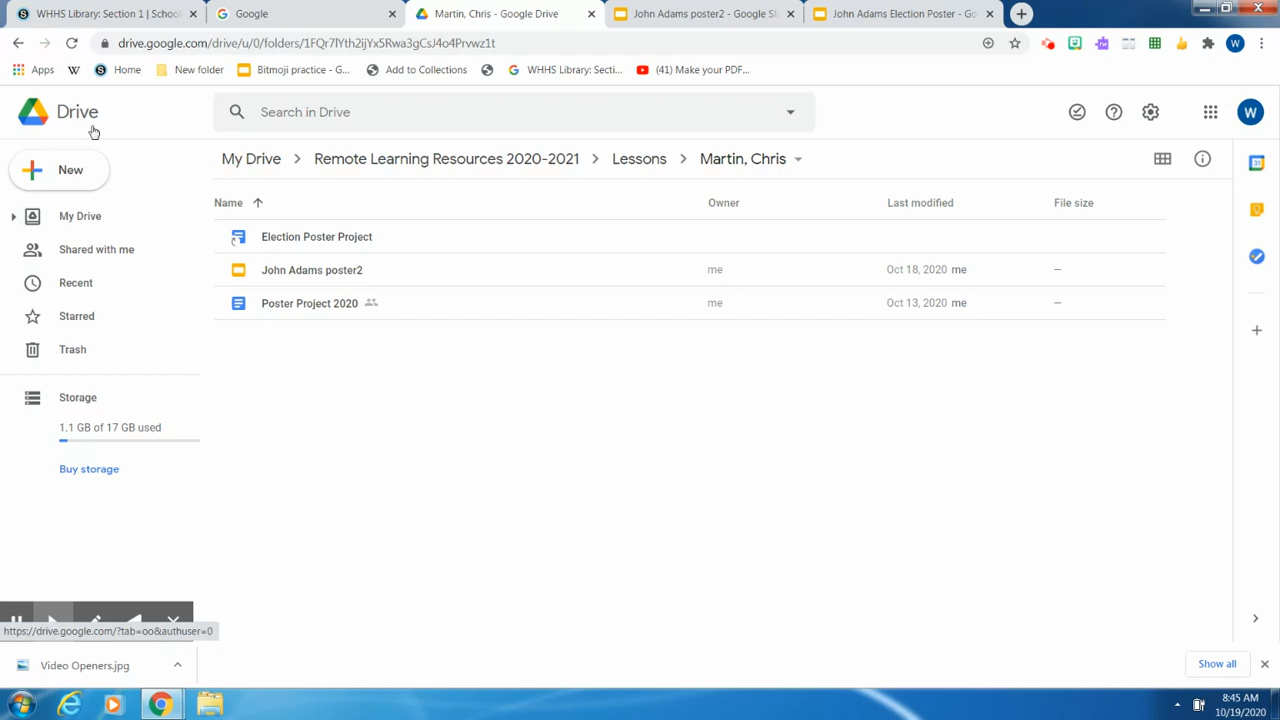 WHHS Library: Section 1 | School
Google
Martin, Chris - Google Drive
John Adams poster2 - Google Sli
John Adams Election Poster - G
drive.google.com/drive/u/0/folders/1FQr7lYth2ijNc5Rwa3gCsJ4o4Prvwz1t
Apps
Home
New folder
Bitmoji practice - G...
Add to Collections
WHHS Library: Secti...
(41) Make your PDF...
Drive
Search in Drive
W
New
My Drive
Remote Learning Resources 2020-2021
Lessons
Martin, Chris
Name
Owner
Last modified
File size
My Drive
Election Poster Project
Shared with me
John Adams poster2
me
Oct 18, 2020 me
—
Recent
Poster Project 2020
me
Oct 13, 2020 me
—
Starred
Trash
Storage
1.1 GB of 17 GB used
Buy storage
https://drive.google.com/?tab=oo&authuser=0
Video Openers.jpg
Show all
8:45 AM
10/19/2020